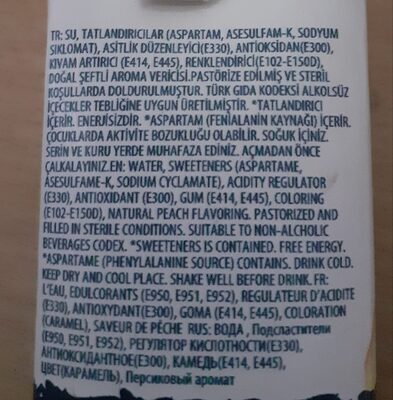 TR: SU, TATLANDIRICILAR (ASPARTAM, ASESULFAM-K, SODYUM
SIKLOMAT), ASİTLİK DÜZENLEYİCİ(E330), ANTİOKSİDAN(E300),
KIVAM ARTIRICI (E414, E445), RENKLENDİRİCİ(E102-E150D),
DOĞAL ŞEFTLİ AROMA VERİCİSİ.PASTÖRİZE EDİLMİŞ VE STERİL
KOŞULLARDA DOLDURULMUŞTUR. TÜRK GIDA KODEKSİ ALKOLSÜZ
İÇECEKLER TEBLİĞİNE UYGUN ÜRETİLMİŞTİR. *TATLANDIRICI
İÇERİR. ENERJİSİZDİR. *ASPARTAM (FENİALANİN KAYNAĞI) İÇERİR.
ÇOCUKLARDA AKTİVİTE BOZUKLUĞU OLABİLİR. SOĞUK İÇİNİZ.
SERİN VE KURU YERDE MUHAFAZA EDİNİZ. AÇMADAN ÖNCE
ÇALKALAYINIZ.EN: WATER, SWEETENERS (ASPARTAME,
ASESULFAME-K, SODIUM CYCLAMATE), ACIDITY REGULATOR
(E330), ANTIOXIDANT (E300), GUM (E414, E445), COLORING
(E102-E150D), NATURAL PEACH FLAVORING. PASTORIZED AND
FILLED IN STERILE CONDITIONS. SUITABLE TO NON-ALCHOLIC
BEVERAGES CODEX. *SWEETENERS IS CONTAINED. FREE ENERGY.
*ASPARTAME (PHENYLALANINE SOURCE) CONTAINS. DRINK COLD.
KEEP DRY AND COOL PLACE. SHAKE WELL BEFORE DRINK. FR:
L'EAU, EDULCORANTS (E950, E951, E952), REGULATEUR D'ACIDITE
(E330), ANTIOXYDANT(E300), GOMA (E414, E445), COLORATION
(CARAMEL), SAVEUR DE PÊCHE RUS: ВОДА , Подсластители
(E950, E951, E952), РЕГУЛЯТОР КИСЛОТНОСТИ(E330),
АНТИОКСИДАНТНОЕ(E300), КАМЕДЬ(E414, E445),
ЦВЕТ(КАРАМЕЛЬ), Персиковый аромат